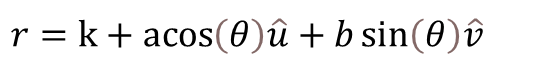 r = k + acos(θ)û + b sin(θ)v̂